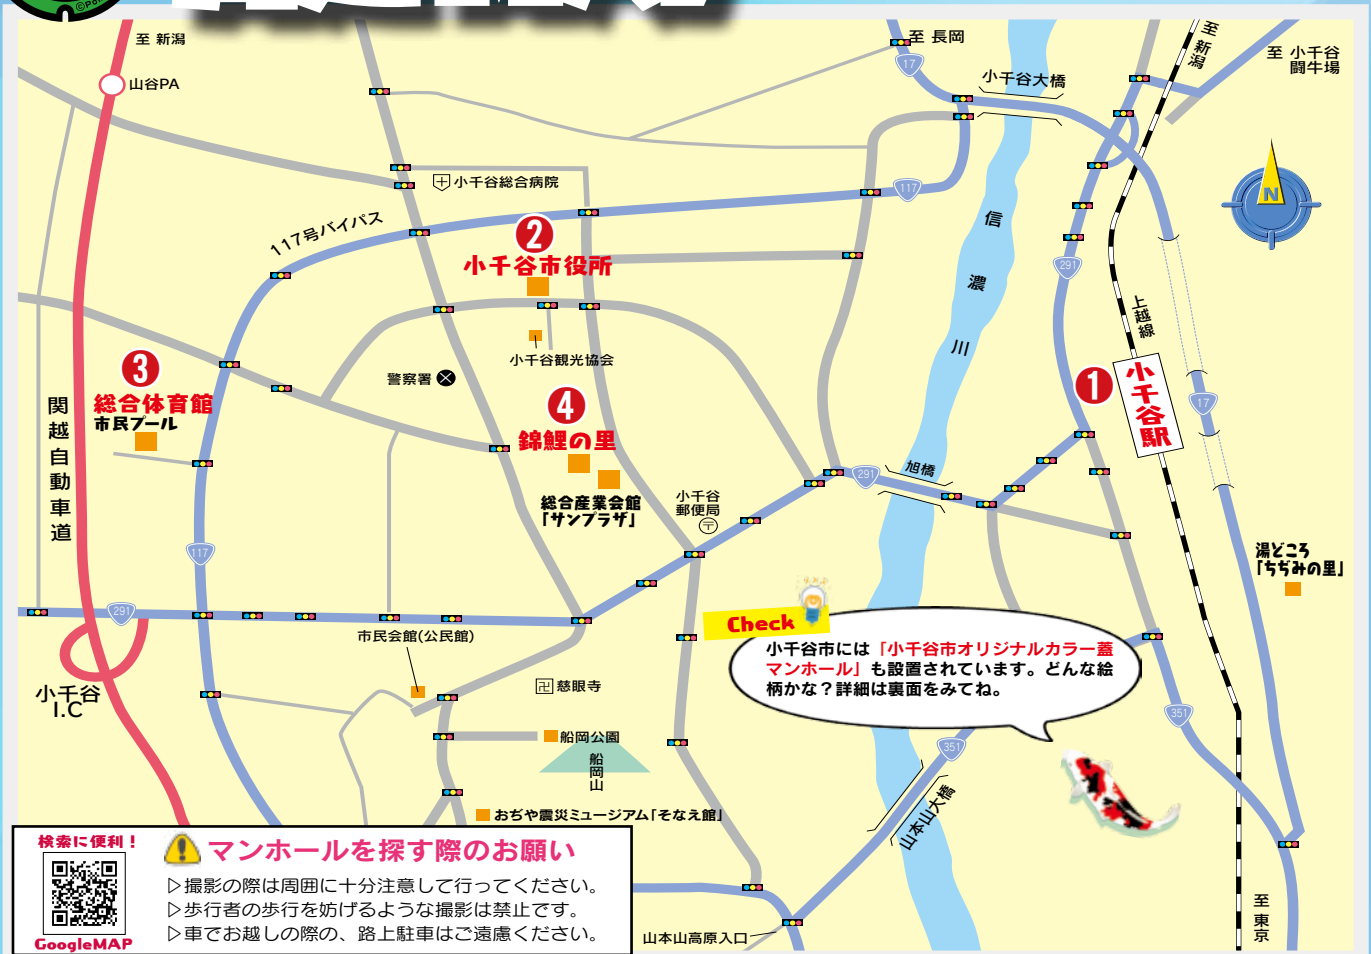 至 新潟
山谷PA
至 長岡
17
小千谷大橋
至 新潟
至 小千谷
闘牛場
小千谷総合病院
117
117号バイパス
❷
小千谷市役所
信濃川
N
291
上越線
小千谷観光協会
警察署
❶
小千谷駅
❸
総合体育館
市民プール
❹
錦鯉の里
17
関越自動車道
総合産業会館
「サンプラザ」
小千谷
郵便局
〒
291
旭橋
117
湯どころ
「ちぢみの里」
291
市民会館(公民館)
Check
小千谷市には「小千谷市オリジナルカラー蓋
マンホール」も設置されています。どんな絵
柄かな？詳細は裏面をみてね。
小千谷
I.C
卍慈眼寺
351
船岡公園
船岡山
351
おぢや震災ミュージアム「そなえ館」
山本山大橋
検索に便利！
GoogleMAP
マンホールを探す際のお願い
▷撮影の際は周囲に十分注意して行ってください。
▷歩行者の歩行を妨げるような撮影は禁止です。
▷車でお越しの際の、路上駐車はご遠慮ください。
山本山高原入口
至 東京